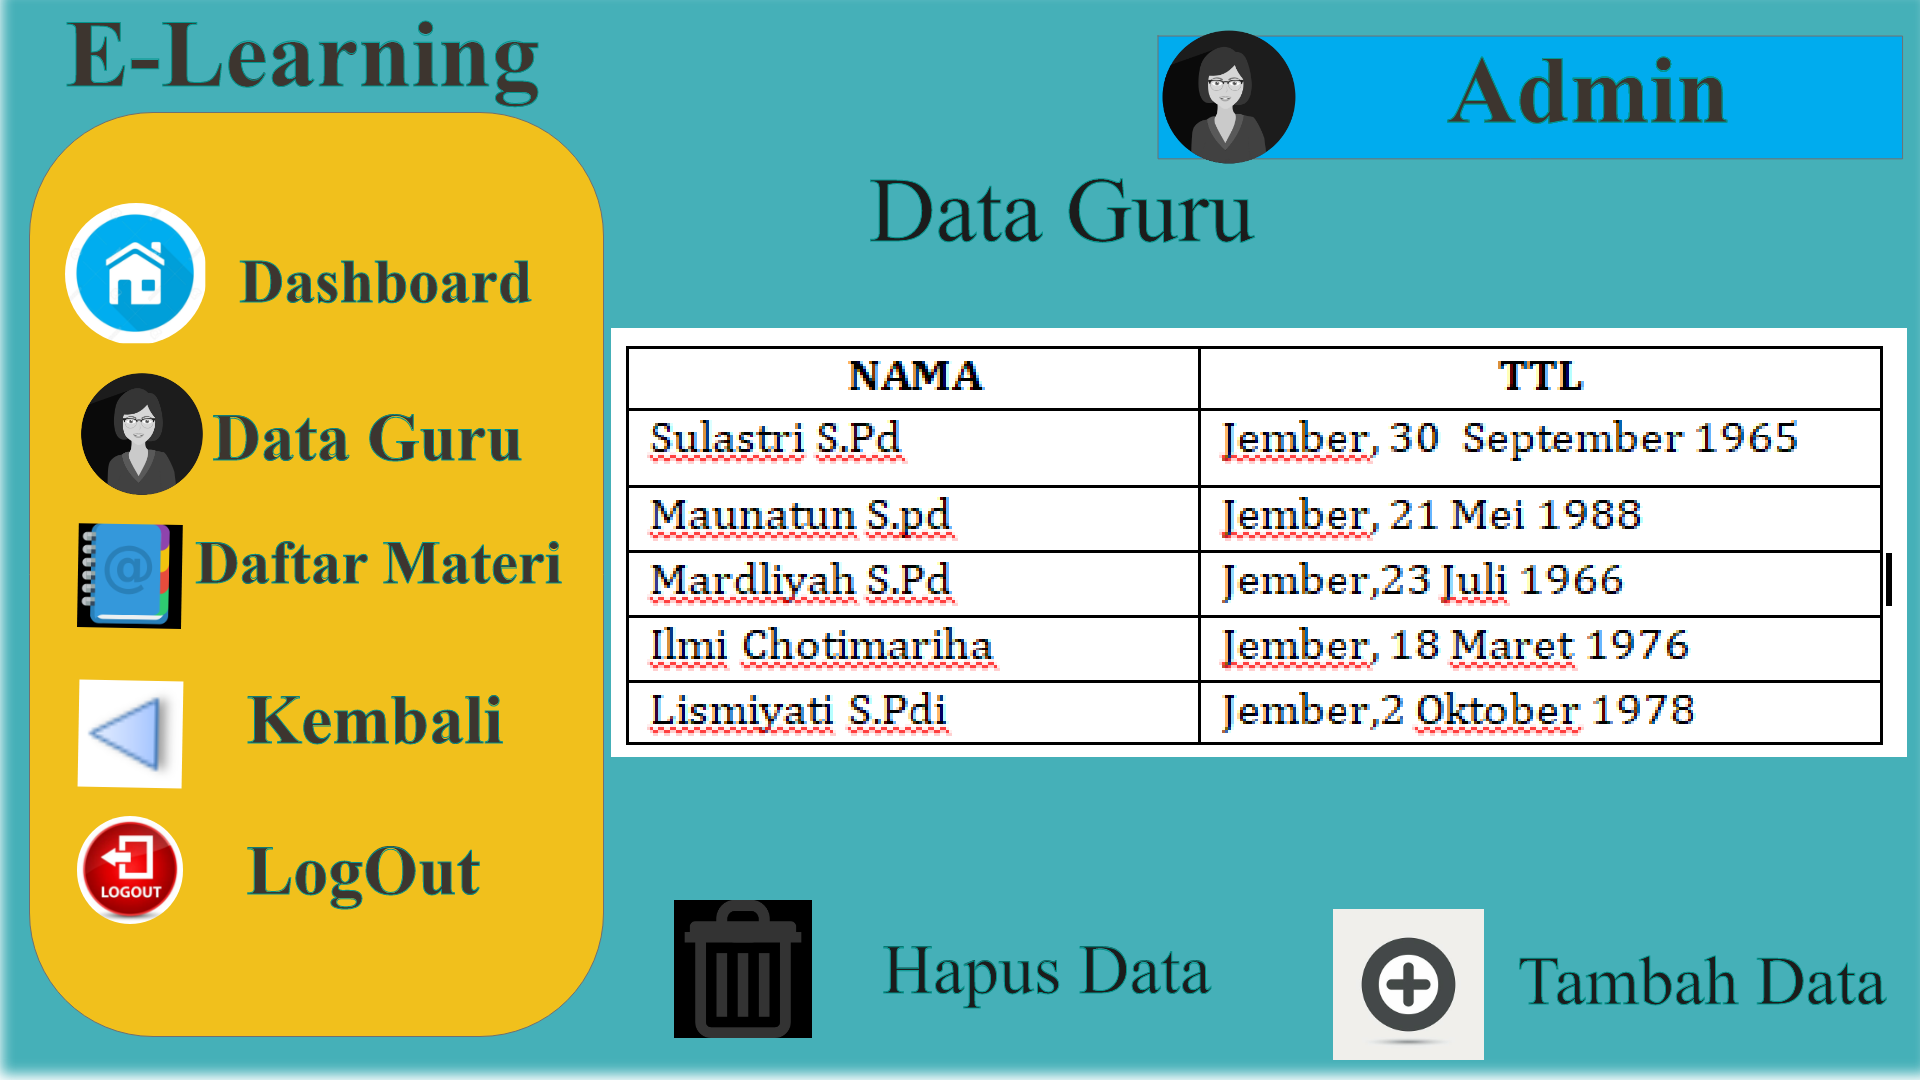 E-Learning
Admin
Data Guru
Dashboard
Data Guru
Daftar Materi
@
Kembali
LOGOUT
LogOut
NAMA TTL
Sulastri S.Pd Jember, 30  September 1965
Maunatun S.pd Jember, 21 Mei 1988
Mardliyah S.Pd Jember,23 Juli 1966
Ilmi Chotimariha Jember, 18 Maret 1976
Lismiyati S.Pdi Jember,2 Oktober 1978
Hapus Data
Tambah Data